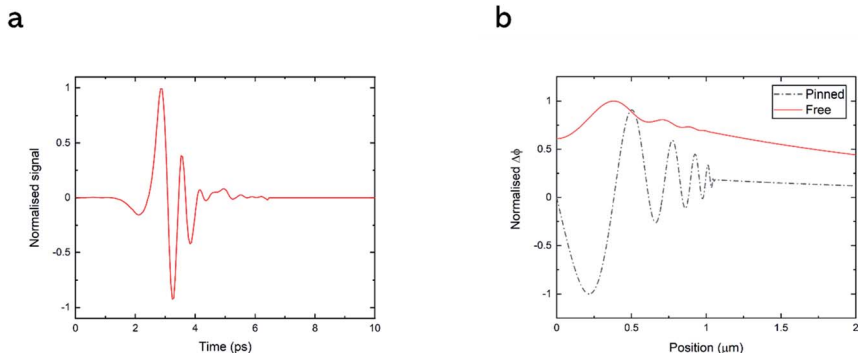 a
b
Normalised signal
1
0.5
0
-0.5
-1
0
2
4
6
8
10
Time (ps)
Normalised Δϕ
1
0.5
0
-0.5
-1
0
0.5
1
1.5
2
Position (μm)
Pinned
Free